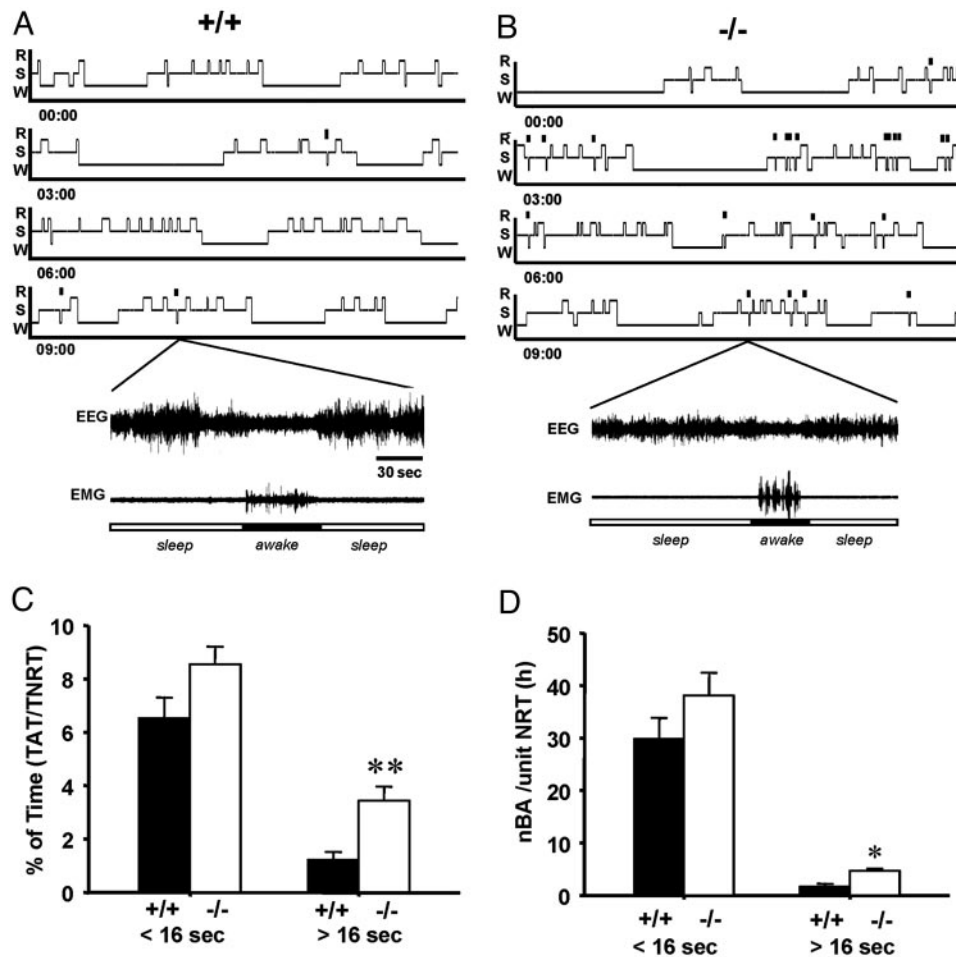 A
+/+
R
S
W
00:00
R
S
W
03:00
R
S
W
06:00
R
S
W
09:00
EEG
30 sec
EMG
sleep awake sleep
B
-/-
R
S
W
00:00
R
S
W
03:00
R
S
W
06:00
R
S
W
09:00
EEG
EMG
sleep awake sleep
C
% of Time (TAT/TNRT)
10
8
6
4
2
0
**
+/+ -/- +/+ -/-
< 16 sec > 16 sec
D
nBA /unit NRT (h)
50
40
30
20
10
0
*
+/+ -/- +/+ -/-
< 16 sec > 16 sec